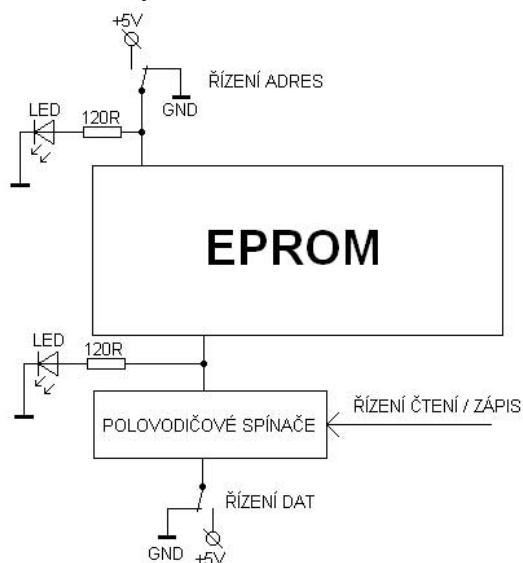 +5V
ŘÍZENÍ ADRES
GND
LED
120R
EPROM
LED
120R
ŘÍZENÍ ČTENÍ / ZÁPIS
POLOVODIČOVÉ SPÍNAČE
ŘÍZENÍ DAT
GND
+5V